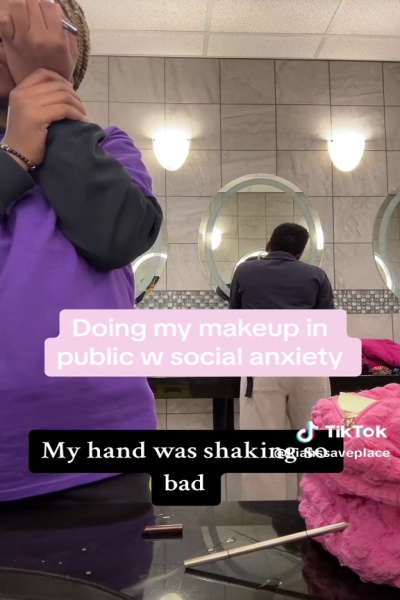 Doing my makeup in
public w social anxiety
My hand was shaking so
bad
TikTok